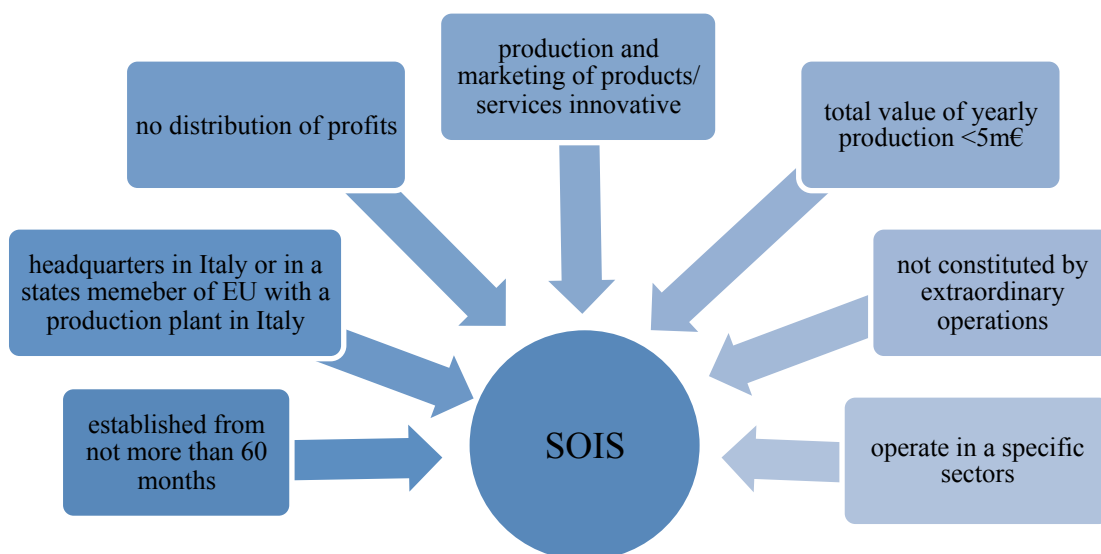 production and
marketing of products/
services innovative
no distribution of profits
total value of yearly
production <5m€
headquarters in Italy or in a
states memeber of EU with a
production plant in Italy
not constituted by
extraordinary
operations
established from
not more than 60
months
SOIS
operate in a specific
sectors